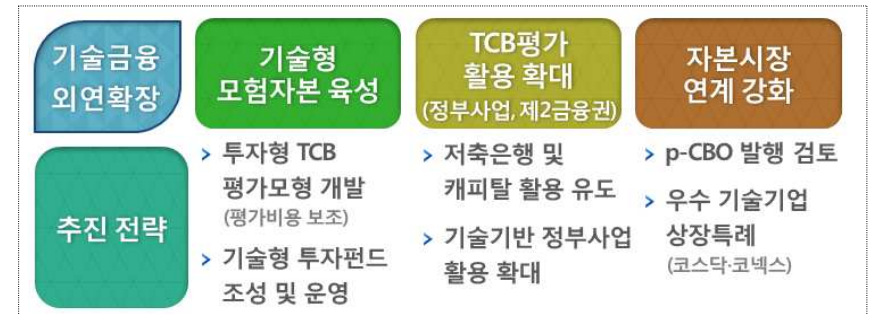 기술금융
외연확장
기술형
모험자본 육성
TCB평가
활용 확대
(정부사업, 제2금융권)
자본시장
연계 강화
추진 전략
> 투자형 TCB
평가모형 개발
(평가비용 보조)
> 기술형 투자펀드
조성 및 운영
> 저축은행 및
캐피탈 활용 유도
> 기술기반 정부사업
활용 확대
> p-CBO 발행 검토
> 우수 기술기업
상장특례
(코스닥·코넥스)